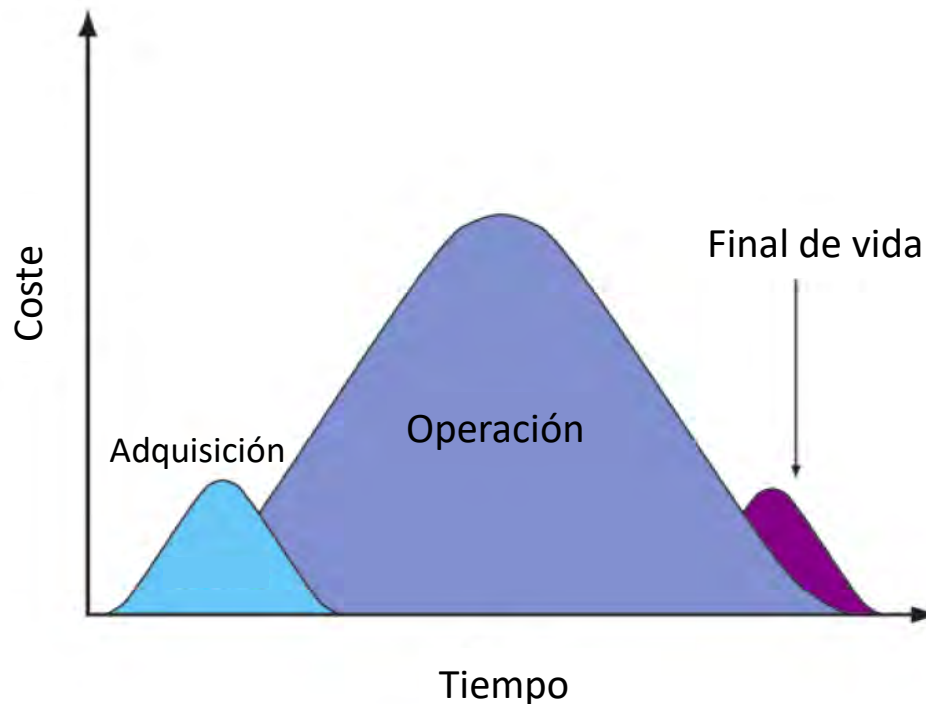 Final de vida
Coste
Operación
Adquisición
Tiempo